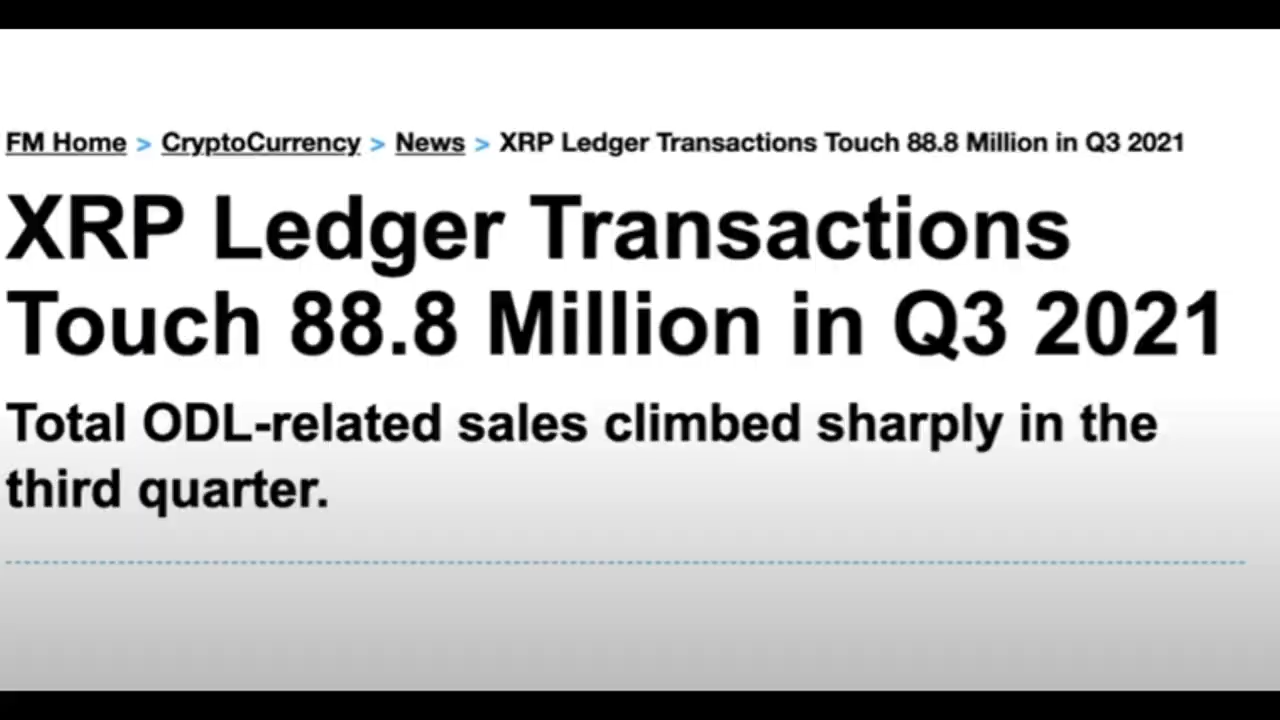 FM Home > CryptoCurrency > News > XRP Ledger Transactions Touch 88.8 Million in Q3 2021
XRP Ledger Transactions
Touch 88.8 Million in Q3 2021
Total ODL-related sales climbed sharply in the
third quarter.